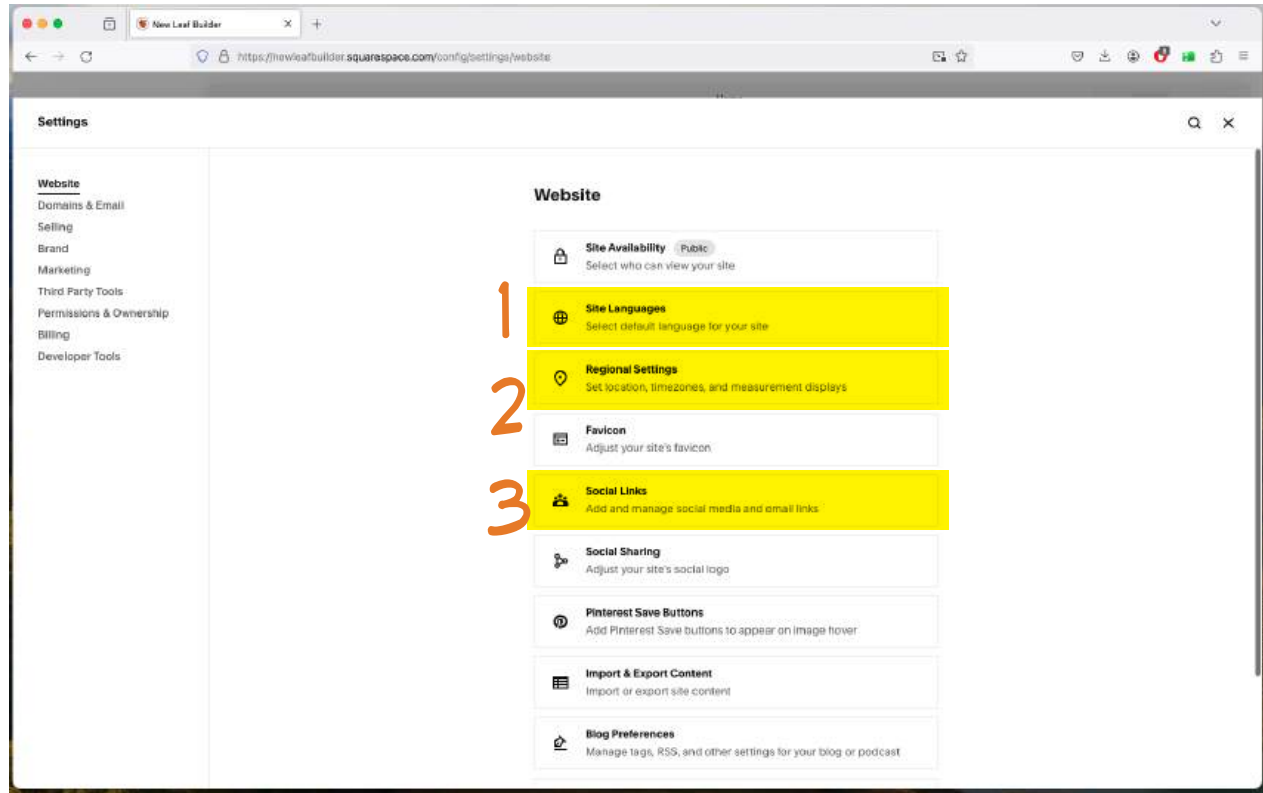 New Leaf Builder
https://newleafbuilder.squarespace.com/config/settings/website
Settings
Website
Domains & Email
Selling
Brand
Marketing
Third Party Tools
Permissions & Ownership
Billing
Developer Tools
Website
Site Availability Public
Select who can view your site
1
Site Languages
Select default language for your site
2
Regional Settings
Set location, timezones, and measurement displays
Favicon
Adjust your site's favicon
3
Social Links
Add and manage social media and email links
Social Sharing
Adjust your site's social logo
Pinterest Save Buttons
Add Pinterest Save buttons to appear on image hover
Import & Export Content
Import or export site content
Blog Preferences
Manage tags, RSS, and other settings for your blog or podcast